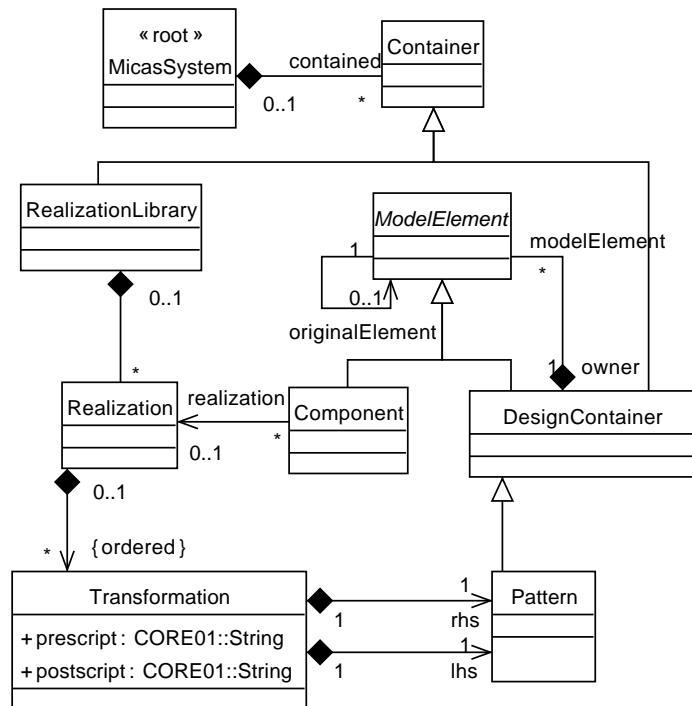 « root »
MicasSystem
contained
0..1
*
Container
RealizationLibrary
0..1
*
ModelElement
1
0..1
originalElement
modelElement
*
1
owner
Realization
realization
0..1
*
Component
DesignContainer
0..1
*
{ordered}
Transformation
+ prescript: CORE01::String
+ postscript: CORE01::String
1
1
rhs
1
1
lhs
Pattern